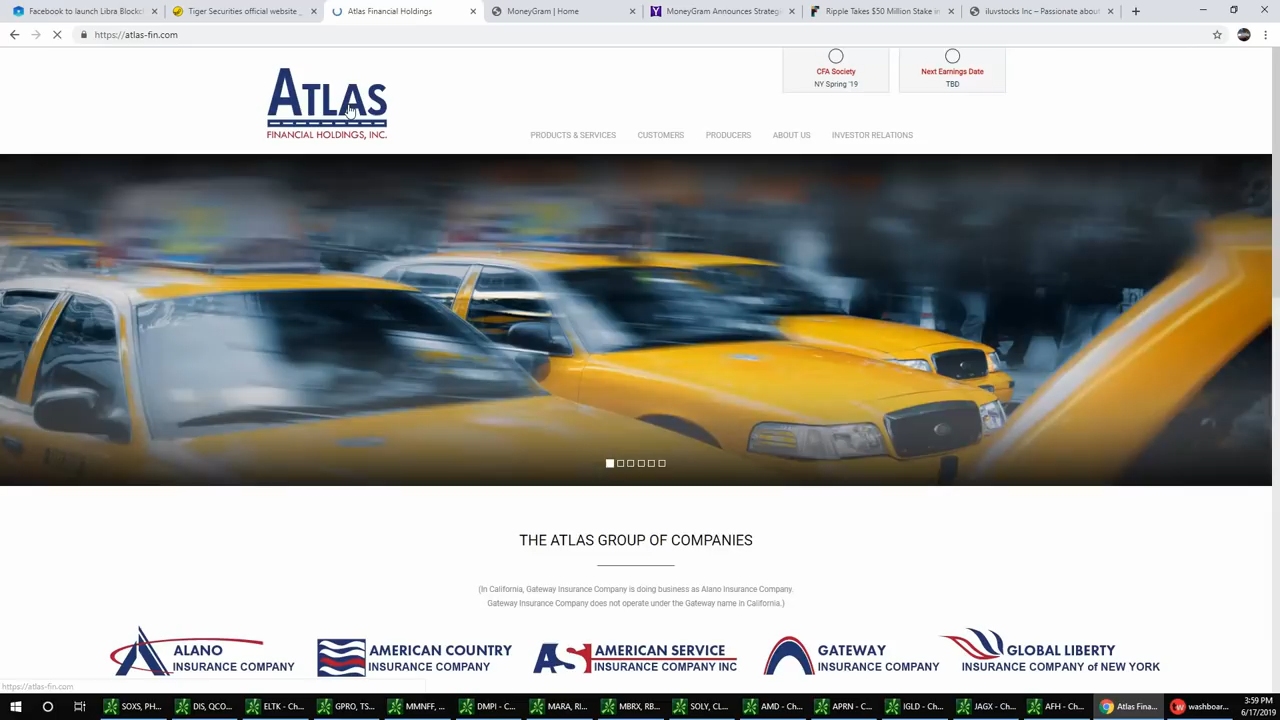 Facebook to launch Libra Blockc
Tiger Securities official website _
Atlas Financial Holdings
MoneyGram | Home
MoneyGram Announces Strategi
Ripple Takes $50 Million Stake in
iluvstocks Inc – Passionate about
https://atlas-fin.com
CFA Society
NY Spring '19
Next Earnings Date
TBD
ATLAS
FINANCIAL HOLDINGS, INC.
PRODUCTS & SERVICES
CUSTOMERS
PRODUCERS
ABOUT US
INVESTOR RELATIONS
THE ATLAS GROUP OF COMPANIES
(In California, Gateway Insurance Company is doing business as Alano Insurance Company.
Gateway Insurance Company does not operate under the Gateway name in California.)
ALANO
INSURANCE COMPANY
AMERICAN COUNTRY
INSURANCE COMPANY
ASI
AMERICAN SERVICE
INSURANCE COMPANY INC
GATEWAY
INSURANCE COMPANY
GLOBAL LIBERTY
INSURANCE COMPANY of NEW YORK
https://atlas-fin.com
SOXS, PH...
DIS, QCO...
ELTK - Ch...
GPRO, TS...
MMNFF, ...
DMPI - C...
MARA, RI...
MBRX, RB...
SOLY, CL...
AMD - Ch...
APRN - C...
IGLD - Ch...
JAGX - Ch...
AFH - Che...
Atlas Fina...
washboar...
3:59 PM
6/17/2019